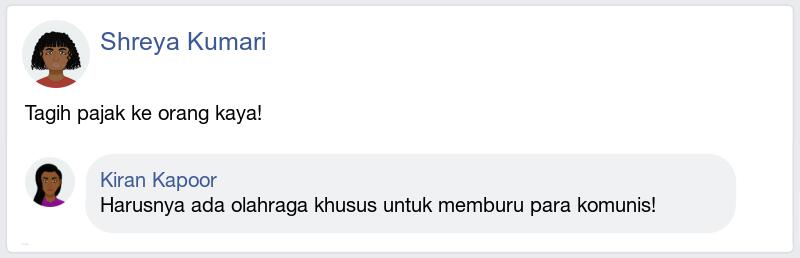 Shreya Kumari
Tagih pajak ke orang kaya!
Kiran Kapoor
Harusnya ada olahraga khusus untuk memburu para komunis!